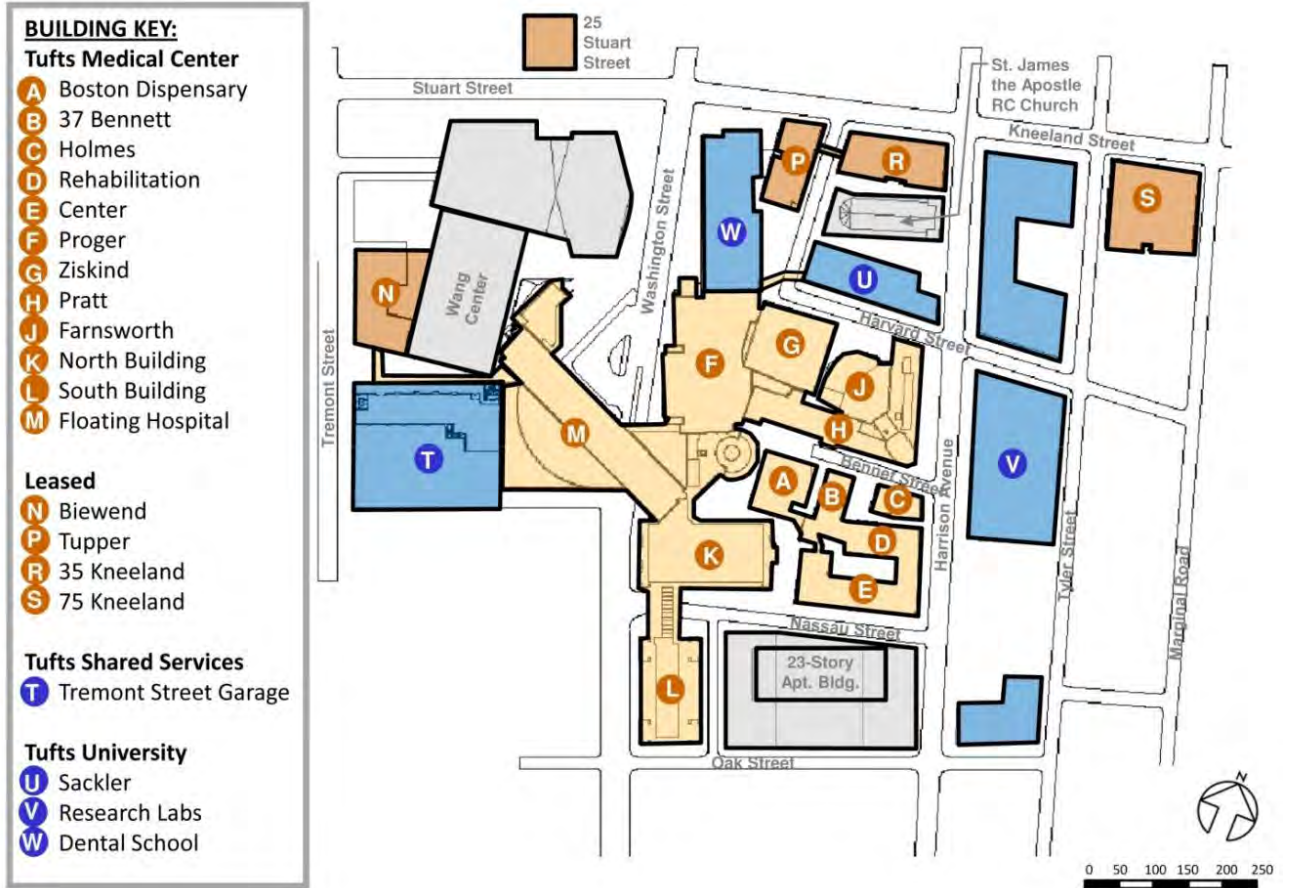 BUILDING KEY:
Tufts Medical Center
A Boston Dispensary
B 37 Bennett
C Holmes
D Rehabilitation
E Center
F Proger
G Ziskind
H Pratt
J Farnsworth
K North Building
L South Building
M Floating Hospital
Leased
N Biewend
P Tupper
R 35 Kneeland
S 75 Kneeland
Tufts Shared Services
T Tremont Street Garage
Tufts University
U Sackler
V Research Labs
W Dental School
25
Stuart
Street
Stuart Street
St. James
the Apostle
RC Church
Kneeland Street
P
R
S
W
U
Washington Street
Wang
Center
N
Tremont Street
Harvard Street
F
G
J
H
M
T
Bennet Street
A
B
C
D
E
K
V
Harrison Avenue
Tyler Street
Marginal Road
Nassau Street
23-Story
Apt. Bldg.
L
Oak Street
N
0 50 100 150 200 250